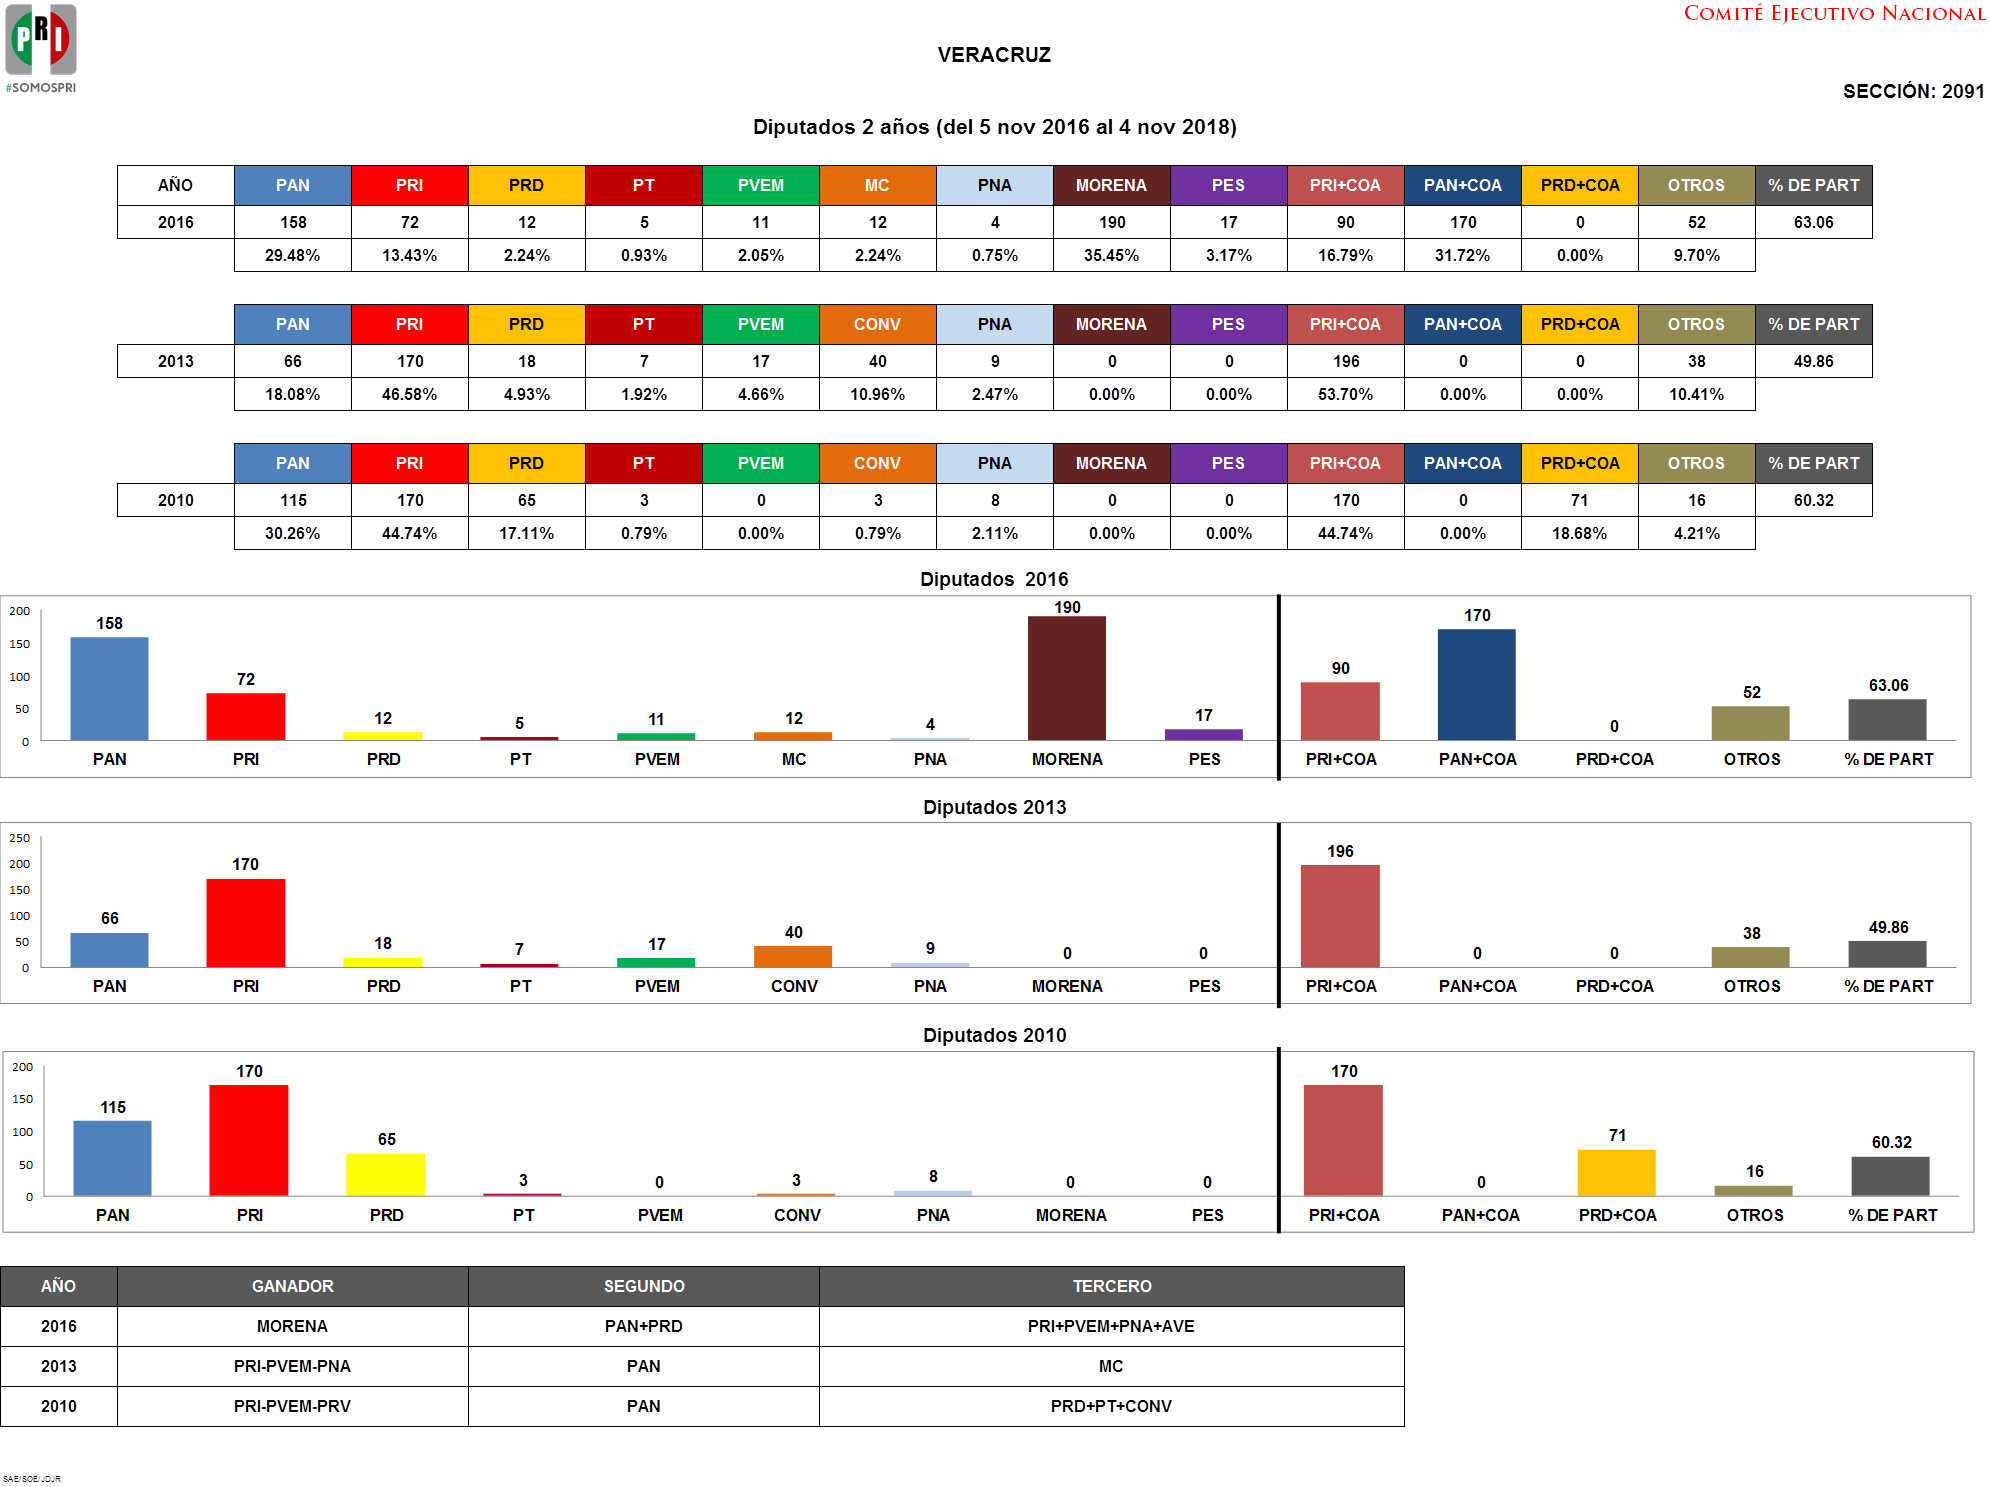 COMITÉ EJECUTIVO NACIONAL
PRI
#SOMOSPRI
VERACRUZ
SECCIÓN: 2091
Diputados 2 años (del 5 nov 2016 al 4 nov 2018)
AÑO PAN PRI PRD PT PVEM MC PNA MORENA PES PRI+COA PAN+COA PRD+COA OTROS % DE PART
2016 158 72 12 5 11 12 4 190 17 90 170 0 52 63.06
29.48% 13.43% 2.24% 0.93% 2.05% 2.24% 0.75% 35.45% 3.17% 16.79% 31.72% 0.00% 9.70%
PAN PRI PRD PT PVEM CONV PNA MORENA PES PRI+COA PAN+COA PRD+COA OTROS % DE PART
2013 66 170 18 7 17 40 9 0 0 196 0 0 38 49.86
18.08% 46.58% 4.93% 1.92% 4.66% 10.96% 2.47% 0.00% 0.00% 53.70% 0.00% 0.00% 10.41%
PAN PRI PRD PT PVEM CONV PNA MORENA PES PRI+COA PAN+COA PRD+COA OTROS % DE PART
2010 115 170 65 3 0 3 8 0 0 170 0 71 16 60.32
30.26% 44.74% 17.11% 0.79% 0.00% 0.79% 2.11% 0.00% 0.00% 44.74% 0.00% 18.68% 4.21%
Diputados 2016
200
150
100
50
0
158 72 12 5 11 12 4 190 17 90 170 0 52 63.06
PAN PRI PRD PT PVEM MC PNA MORENA PES PRI+COA PAN+COA PRD+COA OTROS % DE PART
Diputados 2013
250
200
150
100
50
0
66 170 18 7 17 40 9 0 0 196 0 0 38 49.86
PAN PRI PRD PT PVEM CONV PNA MORENA PES PRI+COA PAN+COA PRD+COA OTROS % DE PART
Diputados 2010
200
150
100
50
0
115 170 65 3 0 3 8 0 0 170 0 71 16 60.32
PAN PRI PRD PT PVEM CONV PNA MORENA PES PRI+COA PAN+COA PRD+COA OTROS % DE PART
AÑO GANADOR SEGUNDO TERCERO
2016 MORENA PAN+PRD PRI+PVEM+PNA+AVE
2013 PRI-PVEM-PNA PAN MC
2010 PRI-PVEM-PRV PAN PRD+PT+CONV
SAE/SOE/JDJR